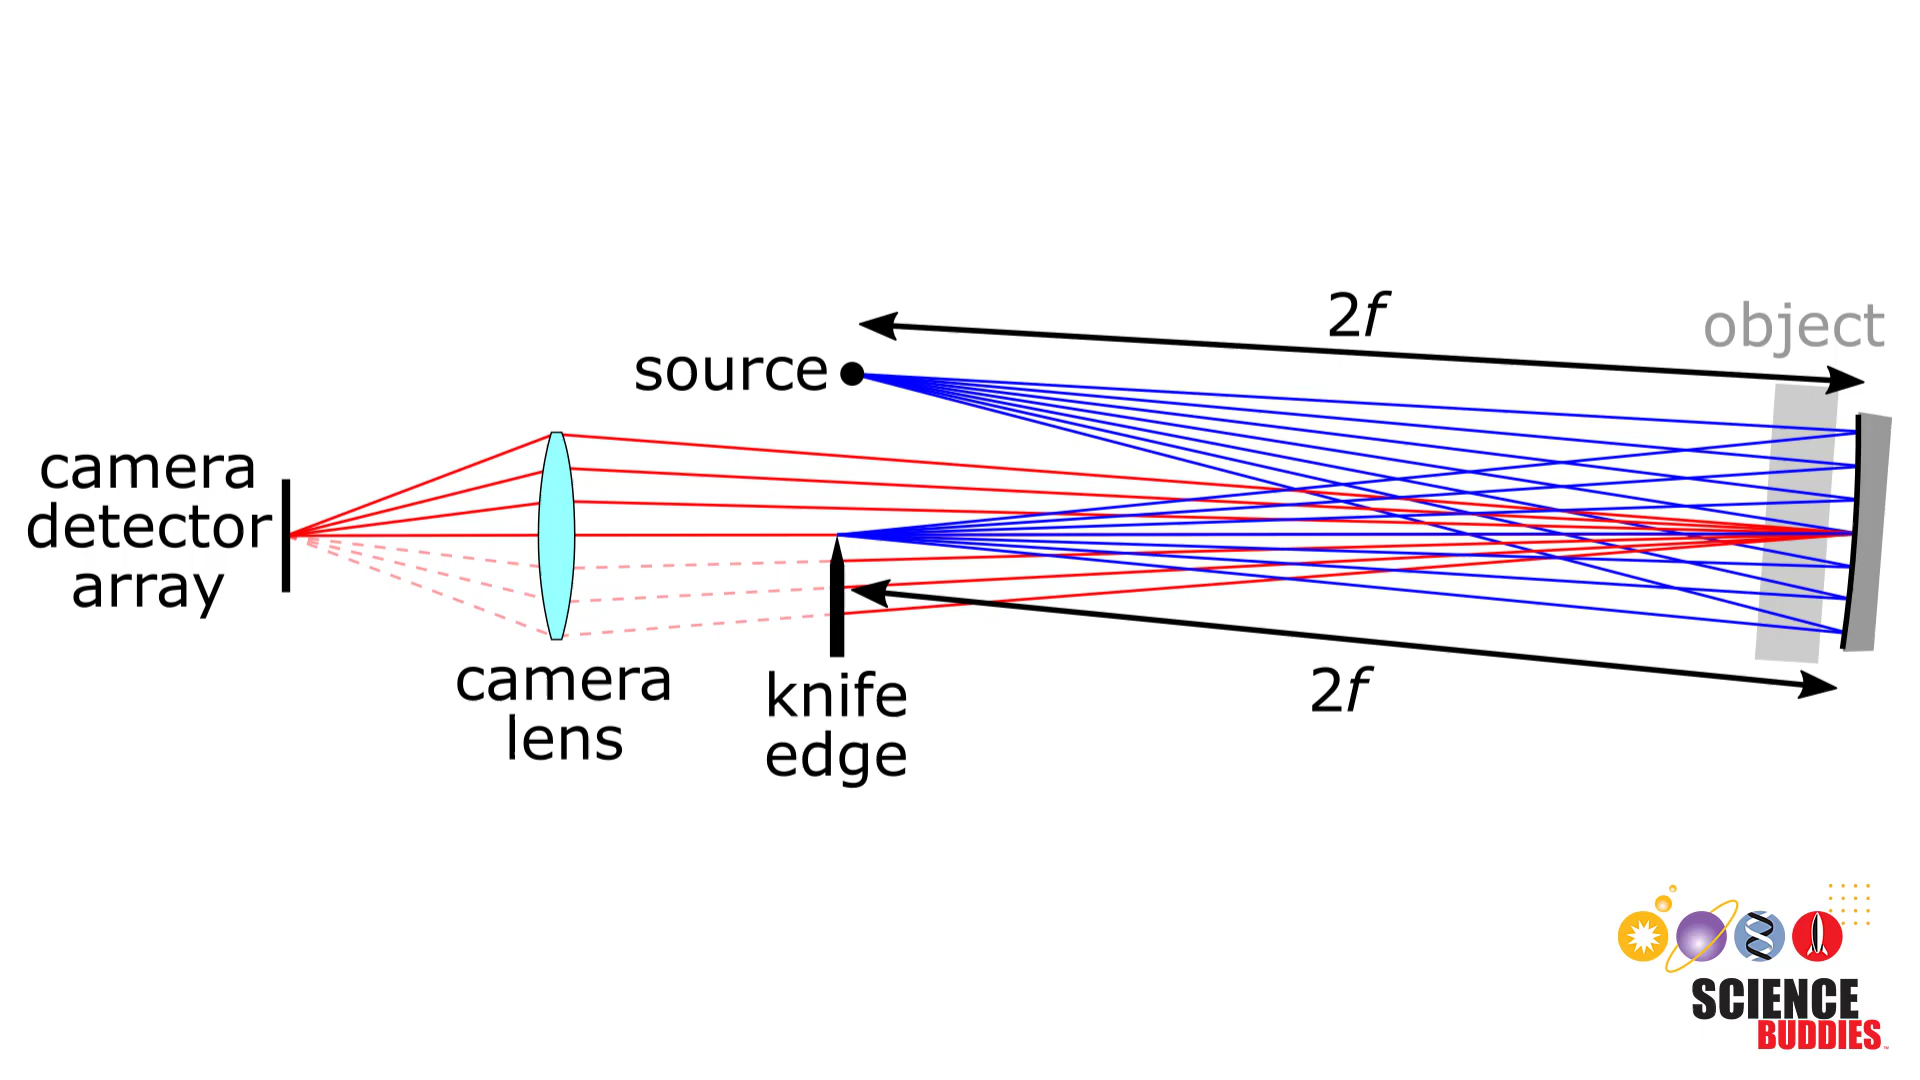 2f
object
source
camera
detector
array
camera
lens
knife
edge
2f
SCIENCE
BUDDIES